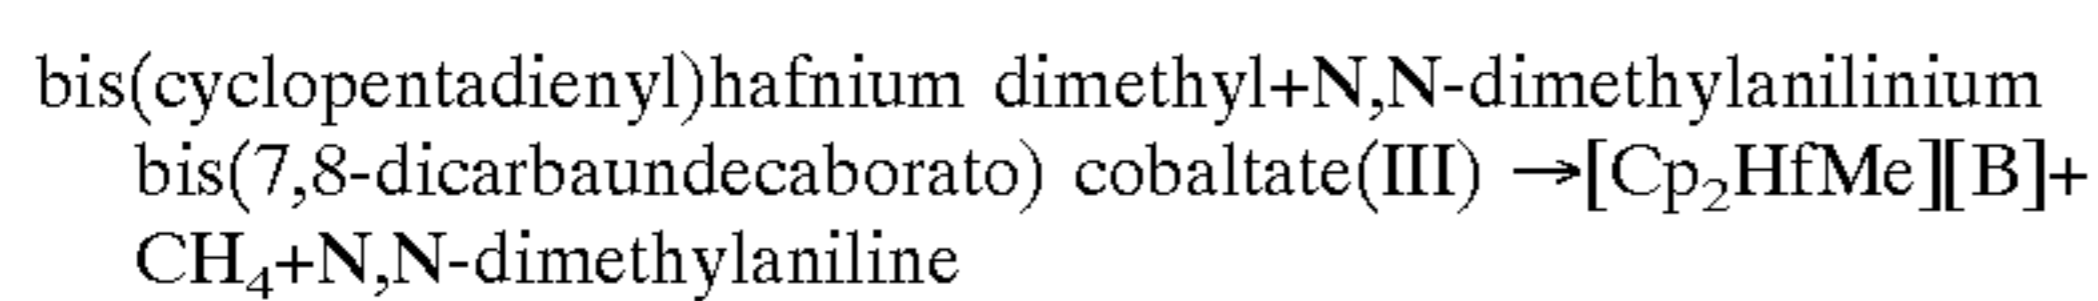 bis(cyclopentadienyl)hafnium dimethyl+N,N-dimethylanilinium
bis(7,8-dicarbaundecaborato) cobaltate(III) →[Cp₂HfMe][B]+
CH₄+N,N-dimethylaniline